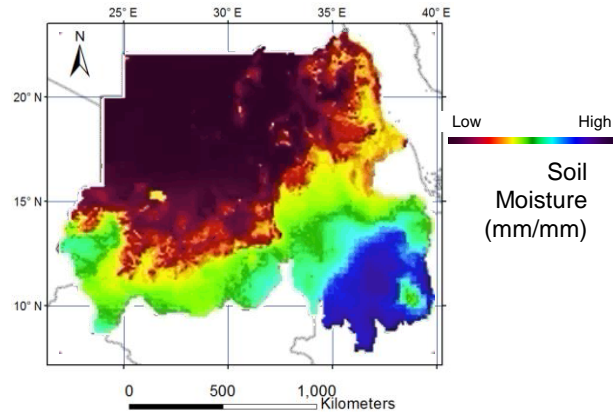 25° E 30° E 35° E 40° E
N
20° N
15° N
10° N
Low High
Soil
Moisture
(mm/mm)
0 500 1,000
Kilometers